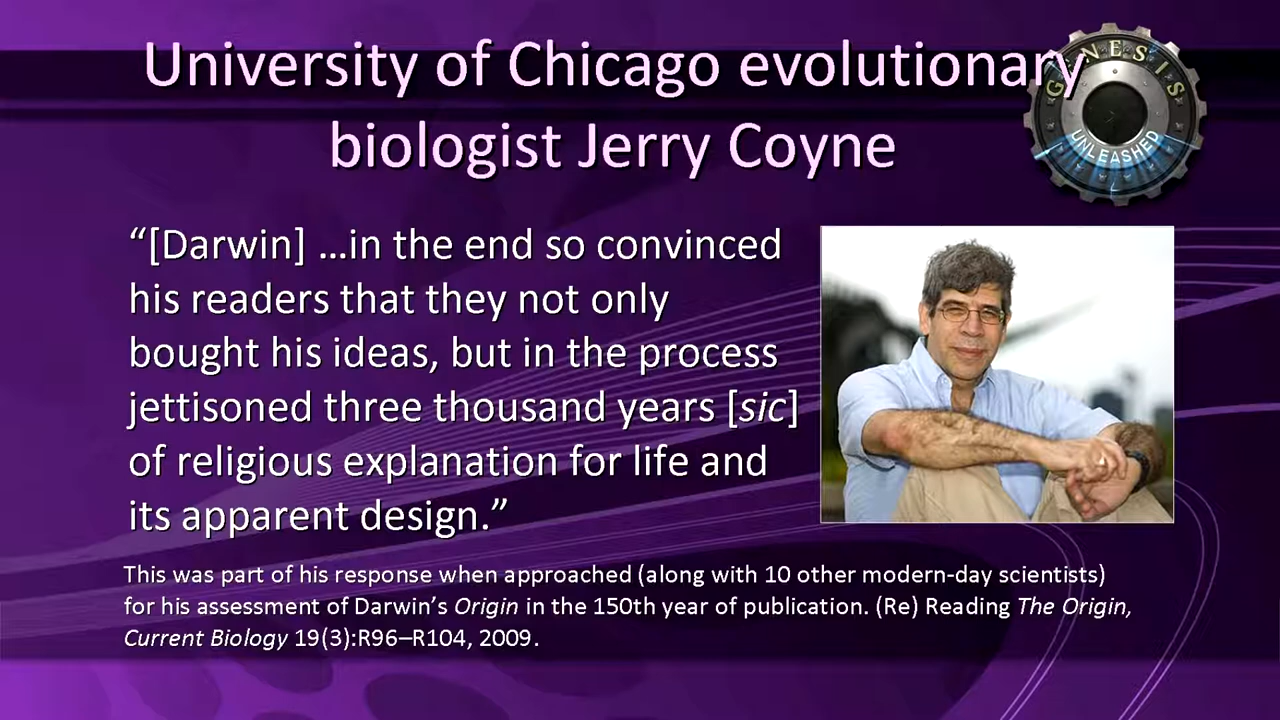 University of Chicago evolutionary
biologist Jerry Coyne
GENESIS
UNLEASHED
“[Darwin] ...in the end so convinced
his readers that they not only
bought his ideas, but in the process
jettisoned three thousand years [sic]
of religious explanation for life and
its apparent design.”
This was part of his response when approached (along with 10 other modern-day scientists)
for his assessment of Darwin’s Origin in the 150th year of publication. (Re) Reading The Origin,
Current Biology 19(3):R96–R104, 2009.